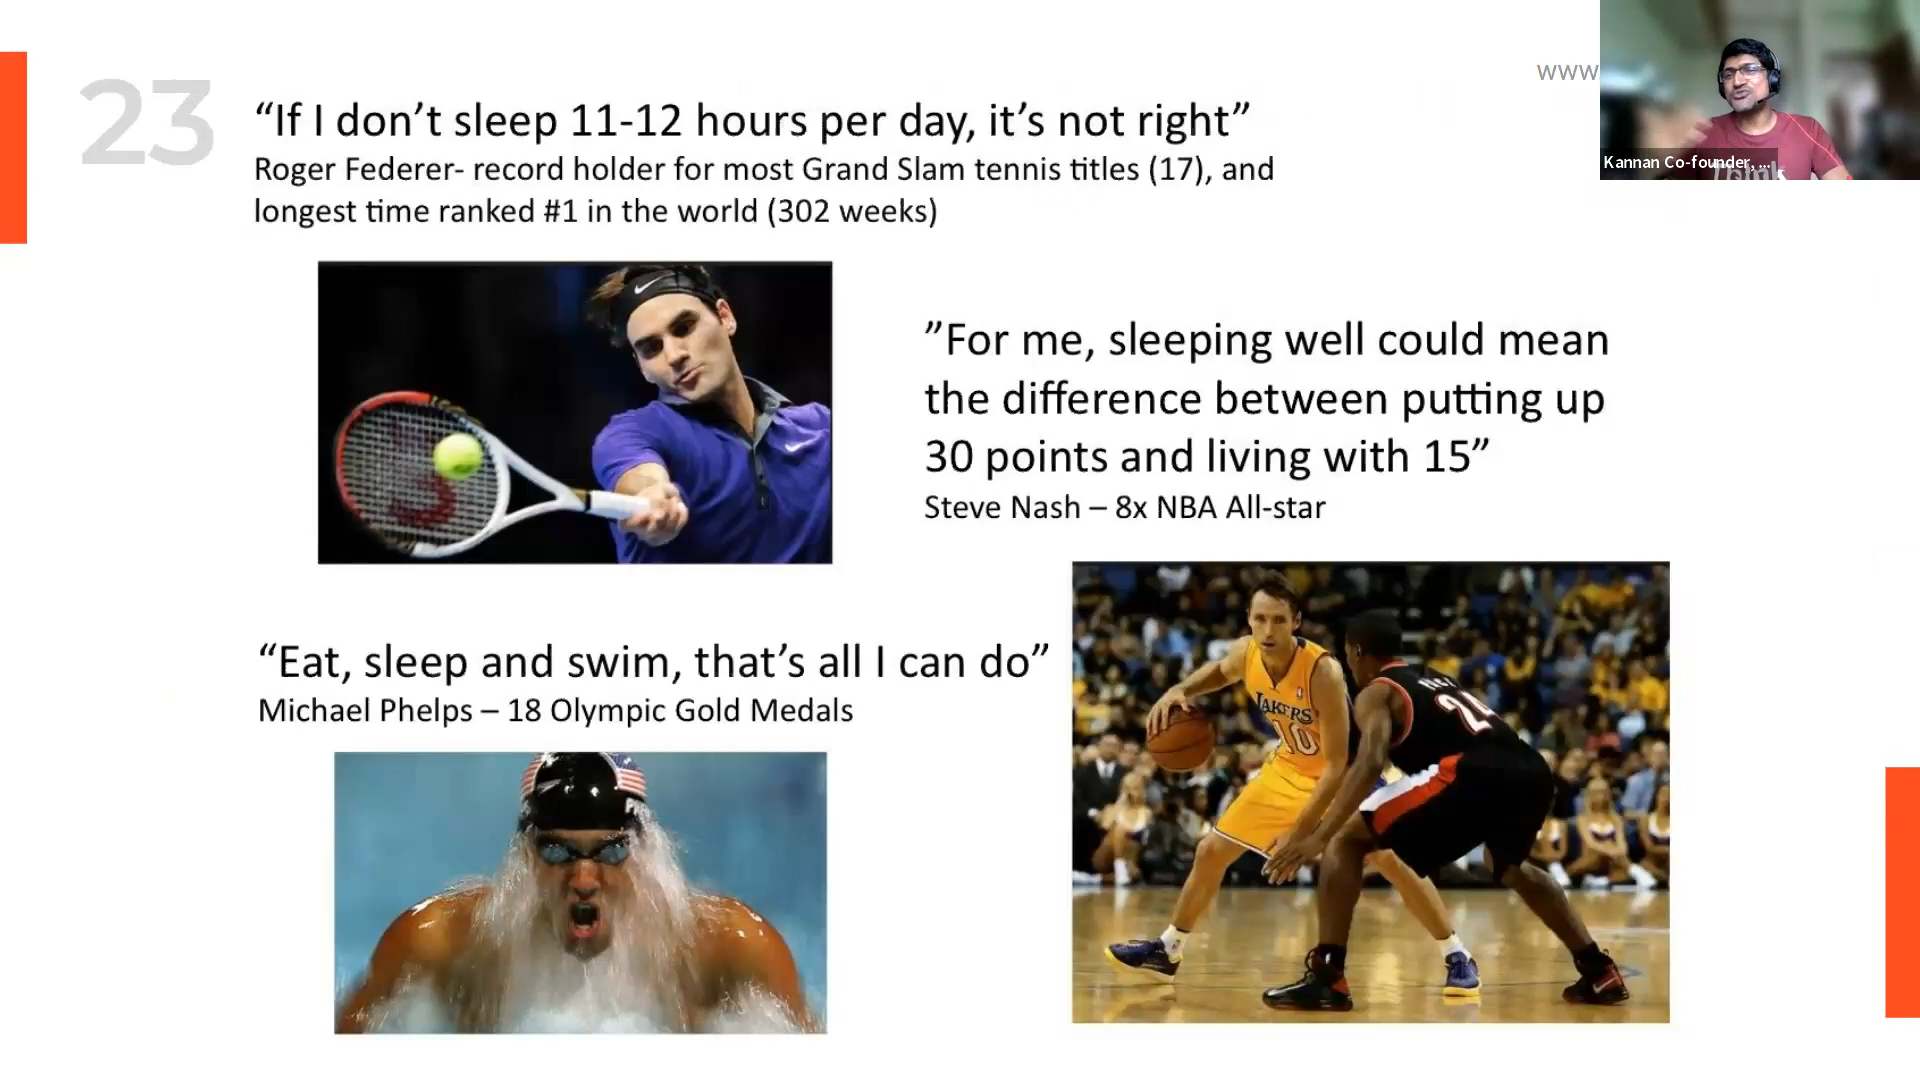 23
www
“If I don’t sleep 11-12 hours per day, it’s not right”
Roger Federer- record holder for most Grand Slam tennis titles (17), and
longest time ranked #1 in the world (302 weeks)
Kannan Co-founder, ...
Think
”For me, sleeping well could mean
the difference between putting up
30 points and living with 15”
Steve Nash – 8x NBA All-star
“Eat, sleep and swim, that’s all I can do”
Michael Phelps – 18 Olympic Gold Medals
LAKERS
10